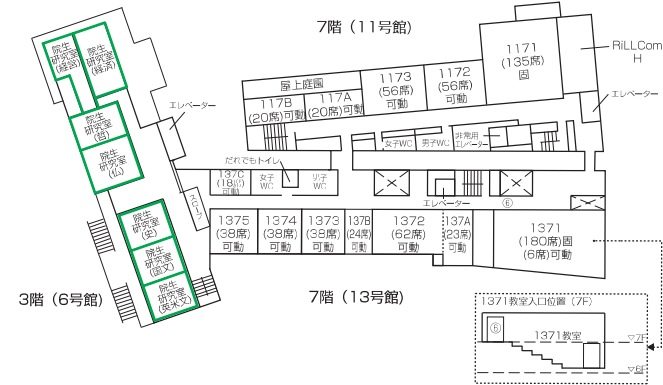 7階（11号館）
院生
研究室
(経営)
院生
研究室
(経済)
エレベーター
院生
研究室
(哲)
院生
研究室
(仏)
院生
研究室
(史)
院生
研究室
(国文)
院生
研究室
(英米文)
スロープ
3階（6号館）
屋上庭園
117B
(20席)可動
117A
(20席)可動
1173
(56席)
可動
1172
(56席)
可動
1171
(135席)
固
RiLLCom
H
エレベーター
女子WC
男子WC
非常用
エレベーター
だれでもトイレ
137C
(18席)
可動
女子
WC
男子
WC
エレベーター
⑥
1375
(38席)
可動
1374
(38席)
可動
1373
(38席)
可動
137B
(24席)
可動
1372
(62席)
可動
137A
(23席)
可動
1371
(180席)固
(6席)可動
7階（13号館）
1371教室入口位置（7F）
⑥
1371教室
▽7F
▽6F